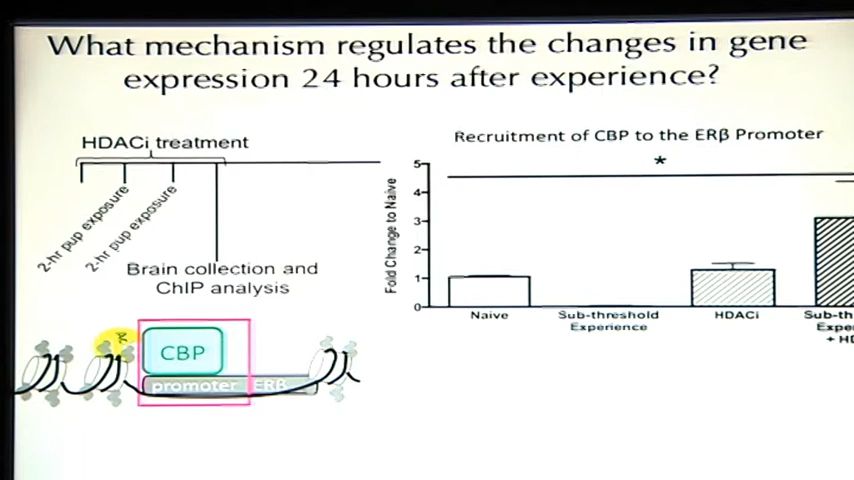 What mechanism regulates the changes in gene
expression 24 hours after experience?
HDACi treatment
2-hr pup exposure
2-hr pup exposure
Brain collection and
ChIP analysis
Ac
CBP
promoter
ERβ
Recruitment of CBP to the ERβ Promoter
*
Fold Change to Naive
5
4
3
2
1
0
Naive
Sub-threshold
Experience
HDACi
Sub-th
Expe
+ HD